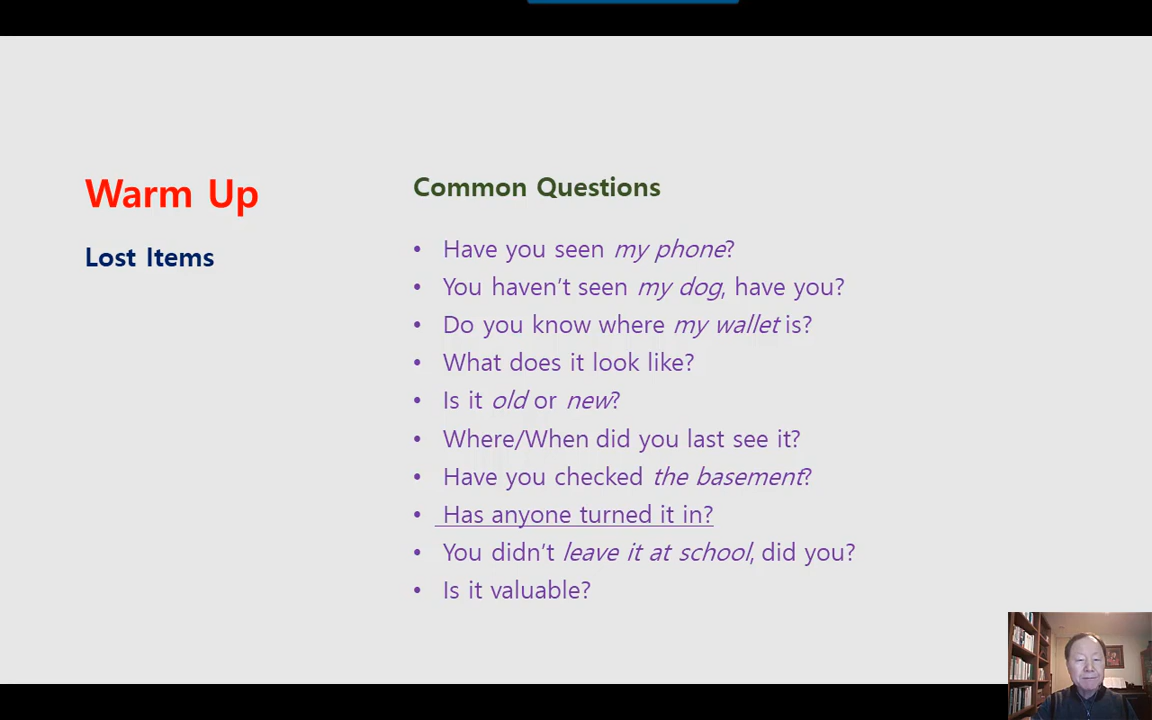 Warm Up
Lost Items
Common Questions
• Have you seen my phone?
• You haven't seen my dog, have you?
• Do you know where my wallet is?
• What does it look like?
• Is it old or new?
• Where/When did you last see it?
• Have you checked the basement?
• Has anyone turned it in?
• You didn't leave it at school, did you?
• Is it valuable?